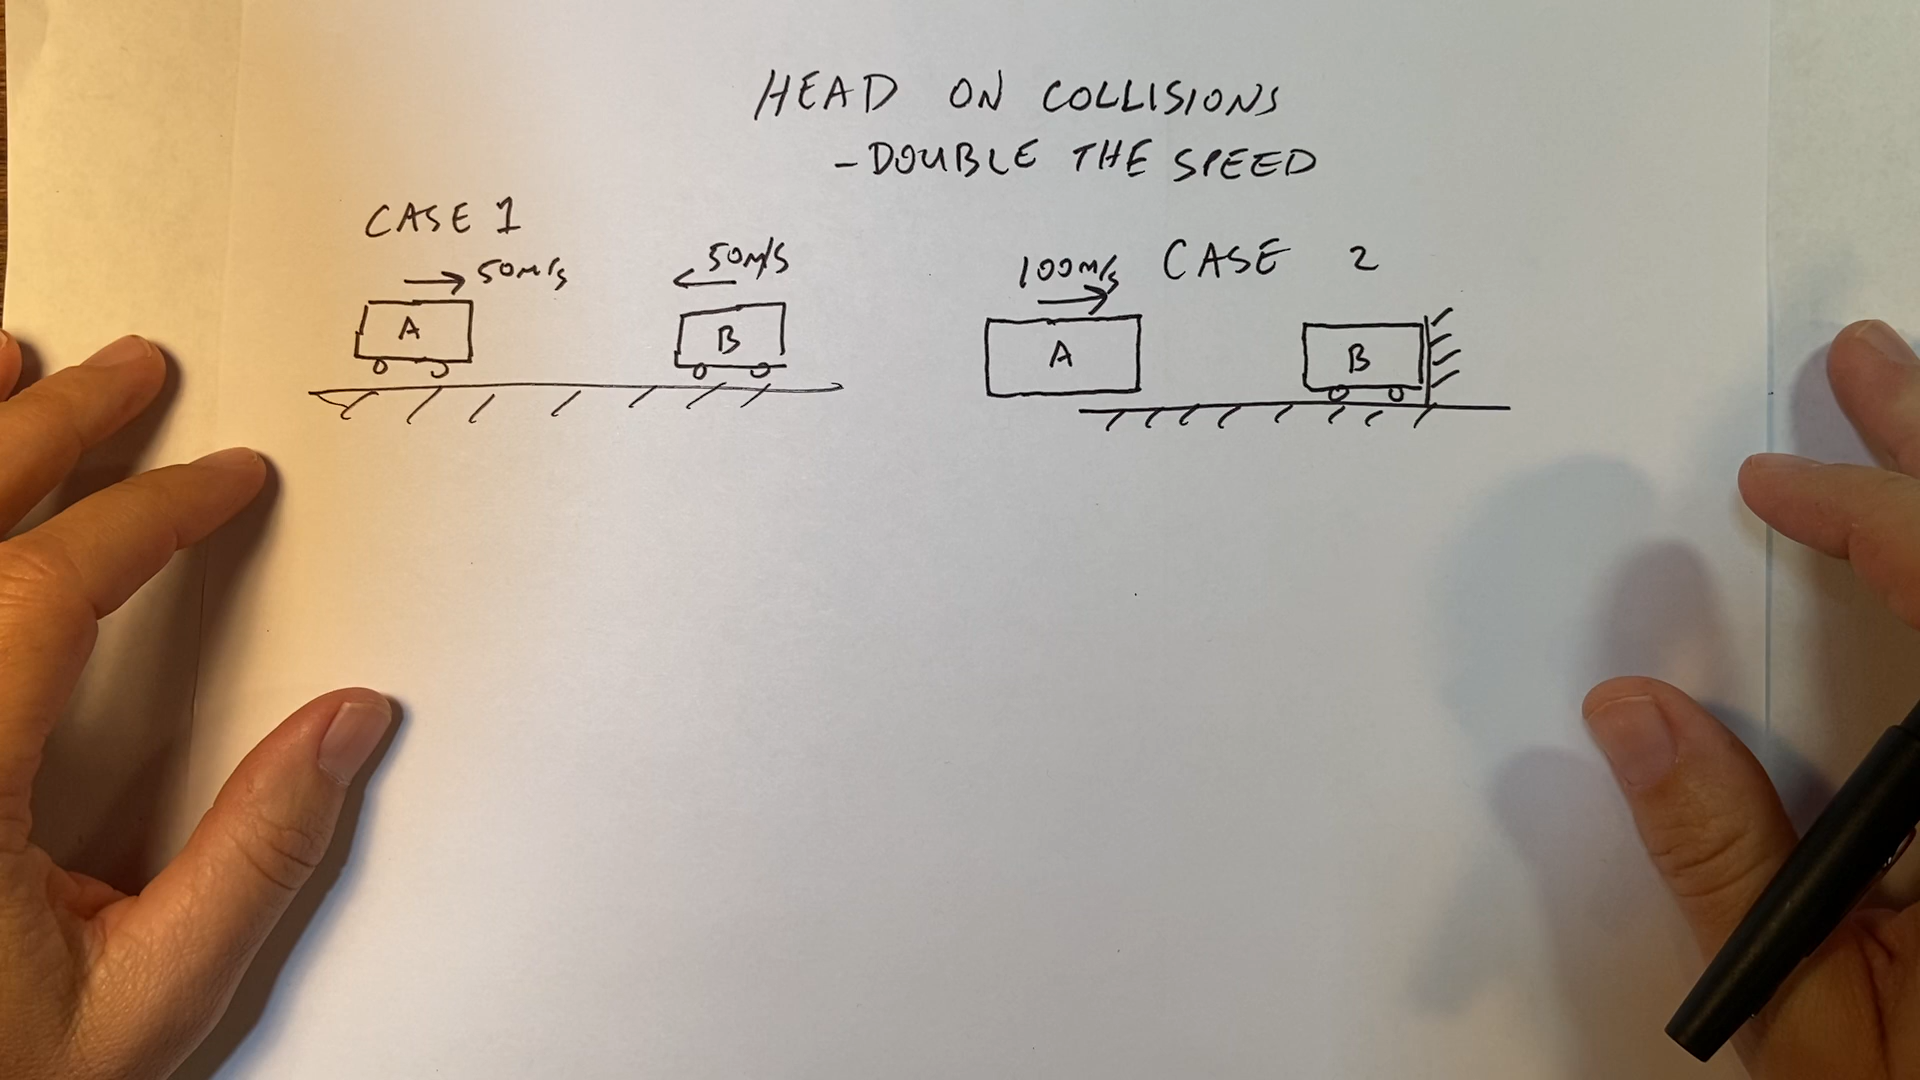 HEAD ON COLLISIONS
- DOUBLE THE SPEED
CASE 1
50m/s
50m/s
A
B
100m/s
CASE 2
A
B